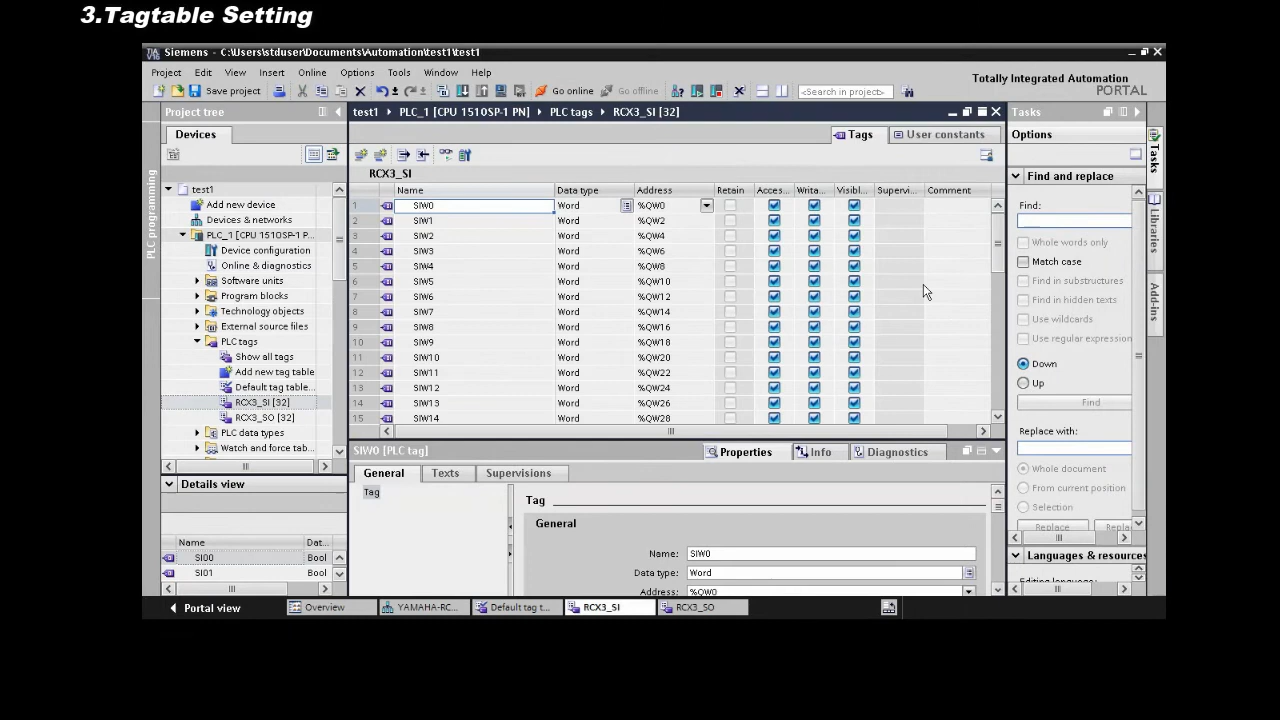 3.Tagtable Setting
Siemens - C:\Users\stduser\Documents\Automation\test1\test1
Project Edit View Insert Online Options Tools Window Help
Totally Integrated Automation
PORTAL
Save project Go online Go offline <Search in project>
Project tree
test1 PLC_1 [CPU 1510SP-1 PN] PLC tags RCX3_SI [32]
Tasks
Devices
Tags User constants
Options
RCX3_SI
Find and replace
PLC programming
Tasks
Libraries
Add-ins
test1
Add new device
Devices & networks
PLC_1 [CPU 1510SP-1 P...
Device configuration
Online & diagnostics
Software units
Program blocks
Technology objects
External source files
PLC tags
Show all tags
Add new tag table
Default tag table...
RCX3_SI [32]
RCX3_SO [32]
PLC data types
Watch and force tab...
Name Data type Address Retain Acces... Writa... Visibl... Supervi... Comment
1 SIW0 Word %QW0
2 SIW1 Word %QW2
3 SIW2 Word %QW4
4 SIW3 Word %QW6
5 SIW4 Word %QW8
6 SIW5 Word %QW10
7 SIW6 Word %QW12
8 SIW7 Word %QW14
9 SIW8 Word %QW16
10 SIW9 Word %QW18
11 SIW10 Word %QW20
12 SIW11 Word %QW22
13 SIW12 Word %QW24
14 SIW13 Word %QW26
15 SIW14 Word %QW28
Find:
Whole words only
Match case
Find in substructures
Find in hidden texts
Use wildcards
Use regular expression
Down
Up
Find
Replace with:
Whole document
From current position
Selection
Replace
Languages & resources
Details view
Name Dat...
SI00 Bool
SI01 Bool
SIW0 [PLC tag]
Properties Info Diagnostics
General Texts Supervisions
Tag
Tag
General
Name: SIW0
Data type: Word
Address: %QW0
Portal view Overview YAMAHA-RC... Default tag t... RCX3_SI RCX3_SO